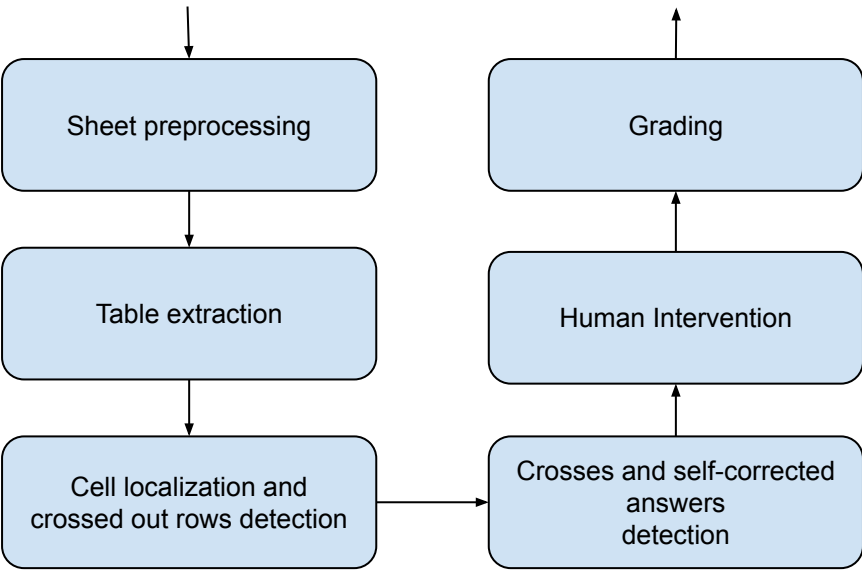 Sheet preprocessing
Table extraction
Cell localization and
crossed out rows detection
Crosses and self-corrected
answers
detection
Human Intervention
Grading